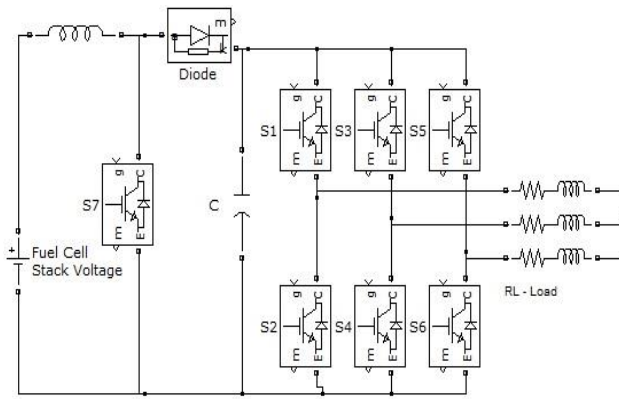 m
k
Diode
g C
E E
S1
g C
E E
S3
g C
E E
S5
g C
E E
S7
C
+
Fuel Cell
Stack Voltage
RL - Load
g C
E E
S2
g C
E E
S4
g C
E E
S6